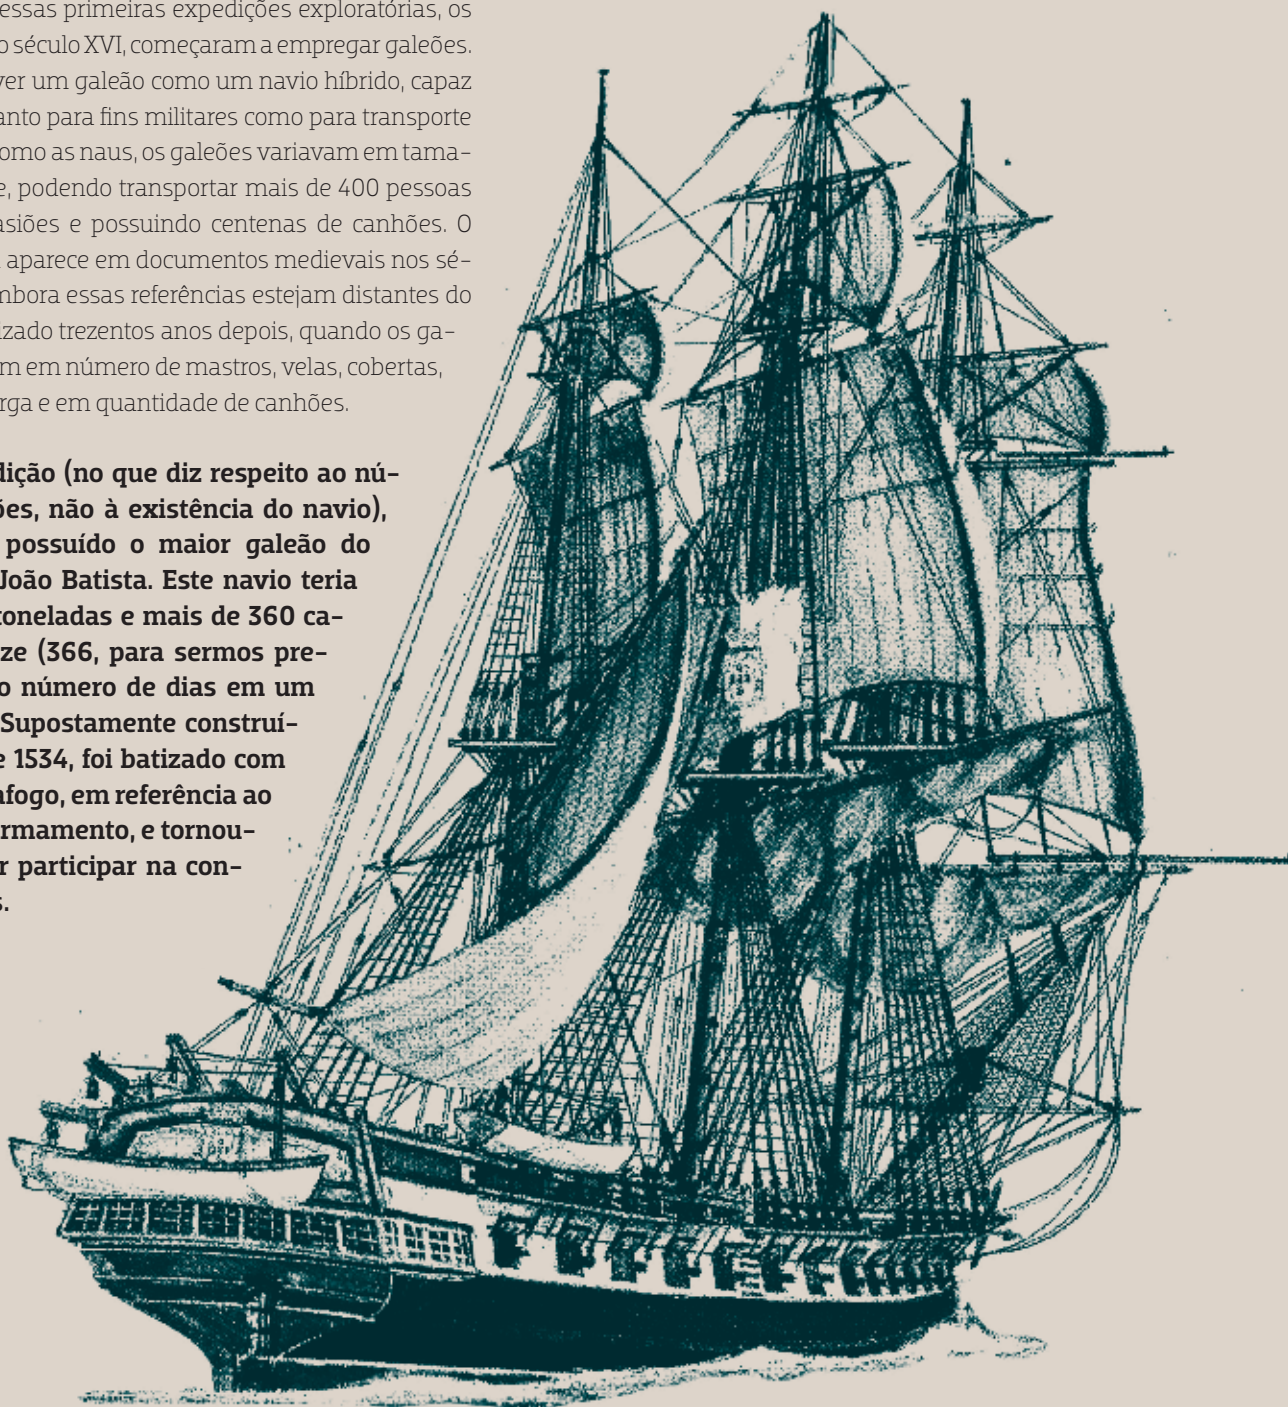 essas primeiras expedições exploratórias, os
o século XVI, começaram a empregar galeões.
ver um galeão como um navio híbrido, capaz
anto para fins militares como para transporte
omo as naus, os galeões variavam em tama-
e, podendo transportar mais de 400 pessoas
asiões e possuindo centenas de canhões. O
aparece em documentos medievais nos sé-
mbora essas referências estejam distantes do
izado trezentos anos depois, quando os ga-
m em número de mastros, velas, cobertas,
rga e em quantidade de canhões.
dição (no que diz respeito ao nú-
ões, não à existência do navio),
possuído o maior galeão do
João Batista. Este navio teria
toneladas e mais de 360 ca-
ze (366, para sermos pre-
o número de dias em um
Supostamente construí-
e 1534, foi batizado com
afogo, em referência ao
rmamento, e tornou-
r participar na con-
s.